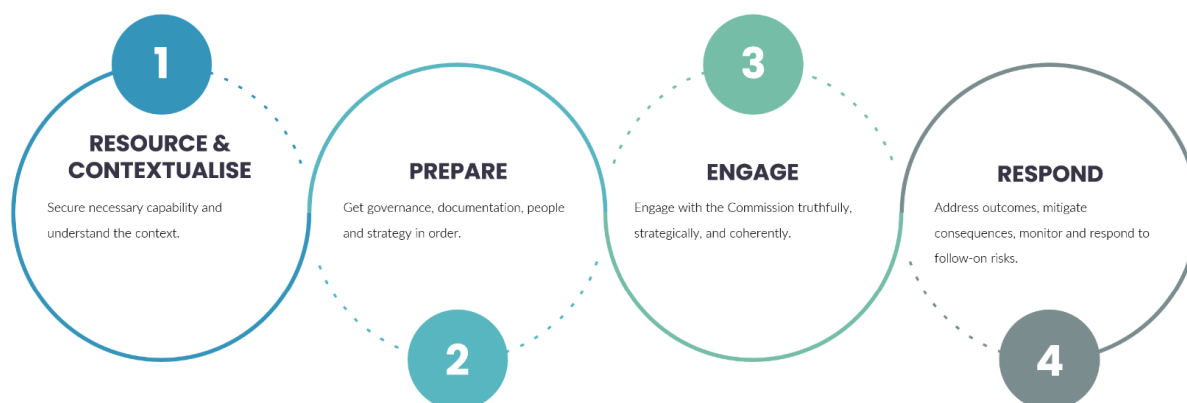 1
RESOURCE &
CONTEXTUALISE
Secure necessary capability and
understand the context.
PREPARE
Get governance, documentation, people
and strategy in order.
2
3
ENGAGE
Engage with the Commission truthfully,
strategically, and coherently.
RESPOND
Address outcomes, mitigate
consequences, monitor and respond to
follow-on risks.
4